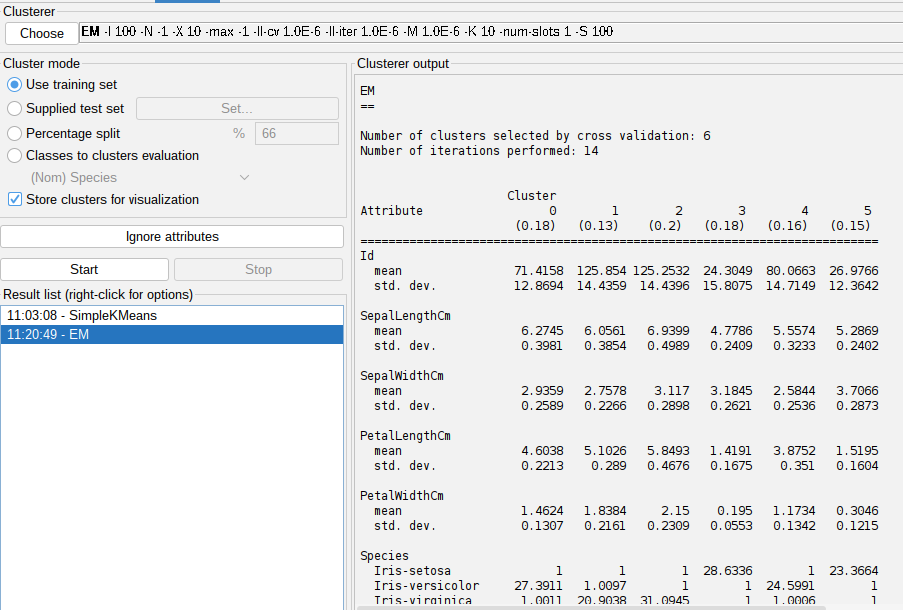 Clusterer
Choose EM -I 100 -N -1 -X 10 -max -1 -ll-cv 1.0E-6 -ll-iter 1.0E-6 -M 1.0E-6 -K 10 -num-slots 1 -S 100
Cluster mode
Use training set
Supplied test set Set...
Percentage split % 66
Classes to clusters evaluation
(Nom) Species
Store clusters for visualization
Ignore attributes
Start Stop
Result list (right-click for options)
11:03:08 - SimpleKMeans
11:20:49 - EM
Clusterer output
EM
==
Number of clusters selected by cross validation: 6
Number of iterations performed: 14
Cluster
Attribute 0 1 2 3 4 5
(0.18) (0.13) (0.2) (0.18) (0.16) (0.15)
==========================================================================
Id
mean 71.4158 125.854 125.2532 24.3049 80.0663 26.9766
std. dev. 12.8694 14.4359 14.4396 15.8075 14.7149 12.3642
SepalLengthCm
mean 6.2745 6.0561 6.9399 4.7786 5.5574 5.2869
std. dev. 0.3981 0.3854 0.4989 0.2409 0.3233 0.2402
SepalWidthCm
mean 2.9359 2.7578 3.117 3.1845 2.5844 3.7066
std. dev. 0.2589 0.2266 0.2898 0.2621 0.2536 0.2873
PetalLengthCm
mean 4.6038 5.1026 5.8493 1.4191 3.8752 1.5195
std. dev. 0.2213 0.289 0.4676 0.1675 0.351 0.1604
PetalWidthCm
mean 1.4624 1.8384 2.15 0.195 1.1734 0.3046
std. dev. 0.1307 0.2161 0.2309 0.0553 0.1342 0.1215
Species
Iris-setosa 1 1 1 28.6336 1 23.3664
Iris-versicolor 27.3911 1.0097 1 1 24.5991 1
Iris-virginica 1.0011 20.9038 31.0945 1 1.0006 1